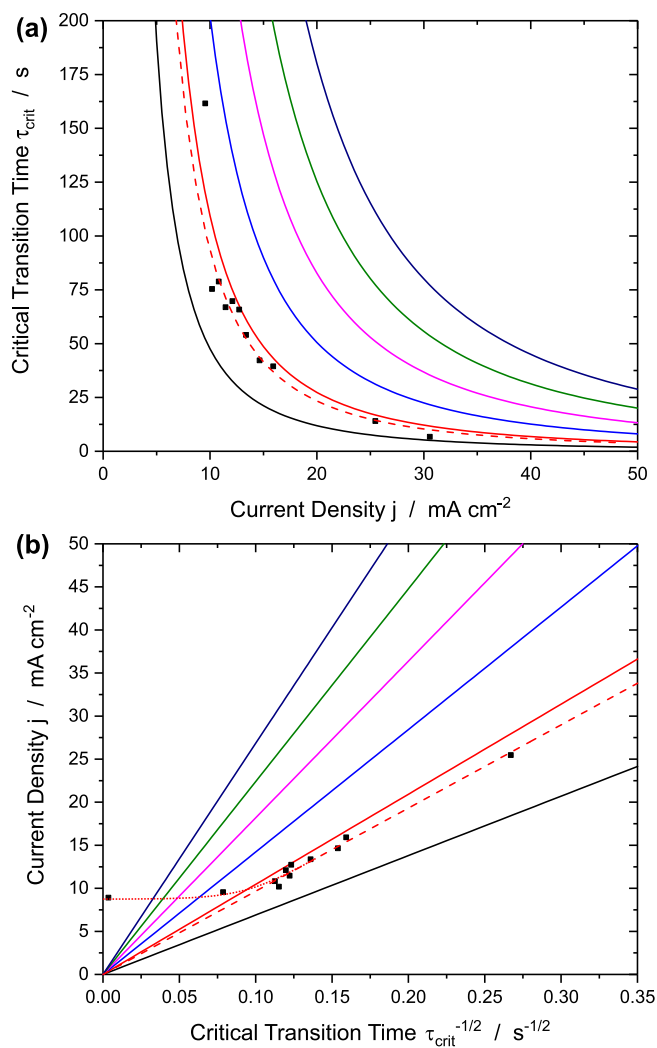 (a)
200
175
150
125
100
75
50
25
0
Critical Transition Time τcrit / s
0 10 20 30 40 50
Current Density j / mA cm⁻²
(b)
50
45
40
35
30
25
20
15
10
5
0
Current Density j / mA cm⁻²
0.00 0.05 0.10 0.15 0.20 0.25 0.30 0.35
Critical Transition Time τcrit⁻¹/² / s⁻¹/²